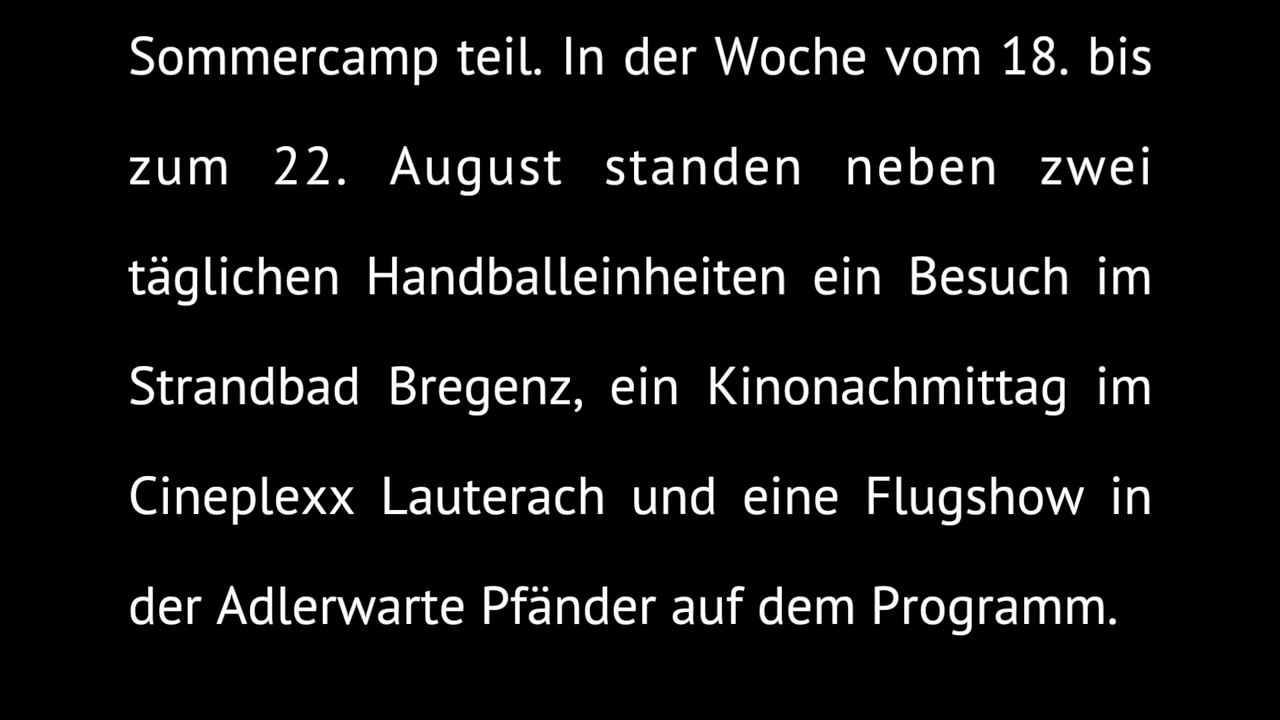 Sommercamp teil. In der Woche vom 18. bis
zum 22. August standen neben zwei
täglichen Handballeinheiten ein Besuch im
Strandbad Bregenz, ein Kinonachmittag im
Cineplexx Lauterach und eine Flugshow in
der Adlerwarte Pfänder auf dem Programm.